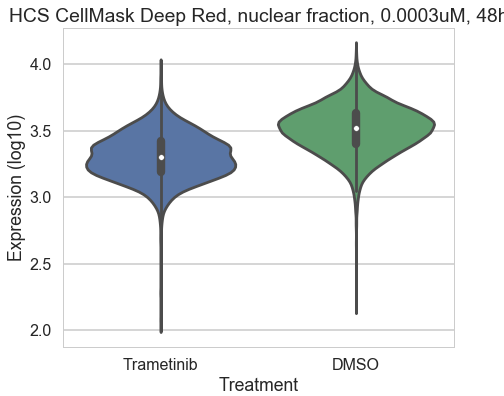 HCS CellMask Deep Red, nuclear fraction, 0.0003uM, 48h
4.0
3.5
3.0
2.5
2.0
Expression (log10)
Trametinib DMSO
Treatment